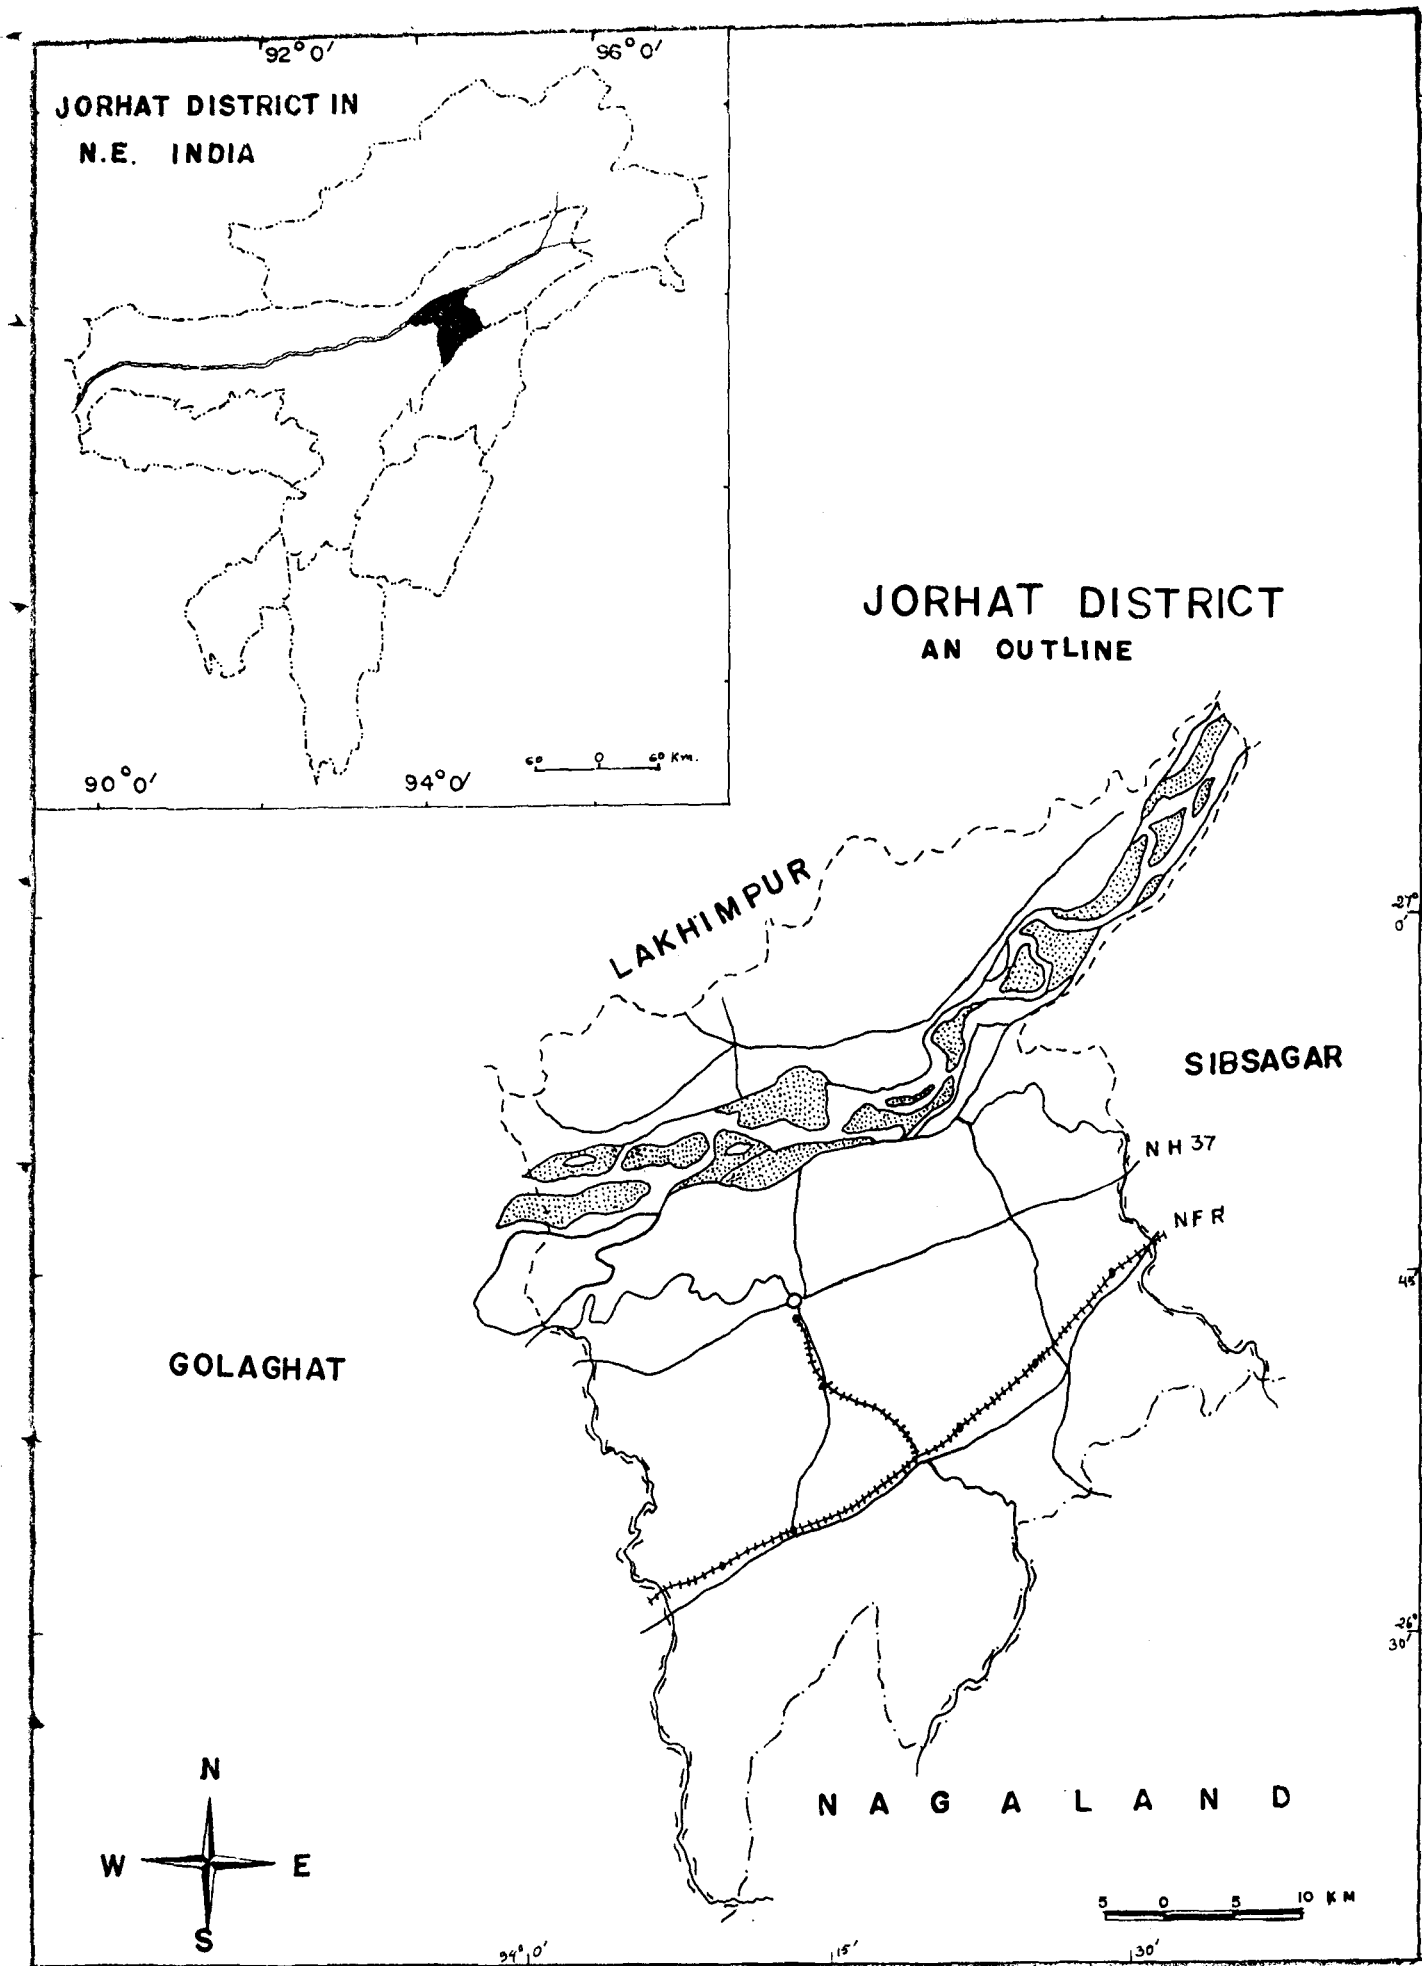 92°0′ 96°0′
JORHAT DISTRICT IN
N.E. INDIA
60 0 60 Km.
90°0′ 94°0′
JORHAT DISTRICT
AN OUTLINE
LAKHIMPUR
27°
0′
SIBSAGAR
NH 37
NFR
45′
GOLAGHAT
26°
30′
N
NAGALAND
W E
5 0 5 10 KM
S
94°0′ 15′ 30′